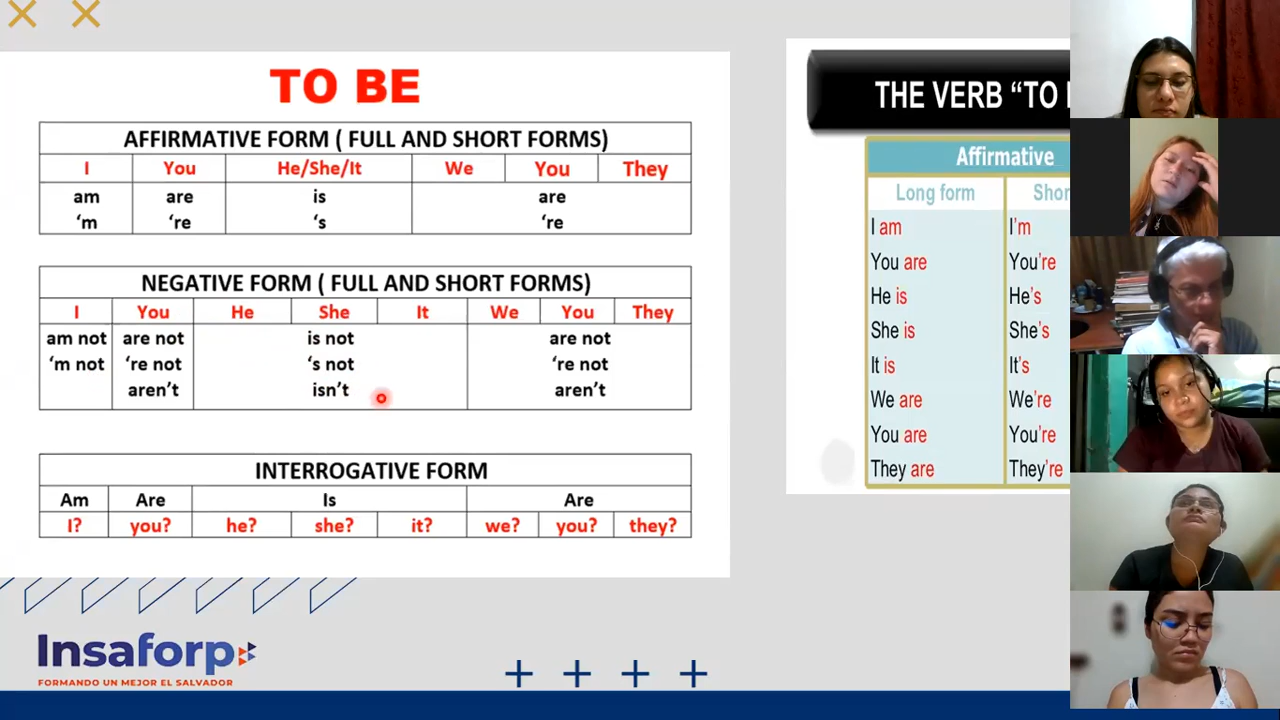 TO BE
AFFIRMATIVE FORM ( FULL AND SHORT FORMS)
I You He/She/It We You They
am are is are
‘m ‘re ‘s ‘re
NEGATIVE FORM ( FULL AND SHORT FORMS)
I You He She It We You They
am not are not is not are not
‘m not ‘re not ‘s not ‘re not
aren’t isn’t aren’t
INTERROGATIVE FORM
Am Are Is Are
I? you? he? she? it? we? you? they?
THE VERB “TO
Affirmative
Long form Shor
I am I’m
You are You’re
He is He’s
She is She’s
It is It’s
We are We’re
You are You’re
They are They’re
Insaforp
FORMANDO UN MEJOR EL SALVADOR